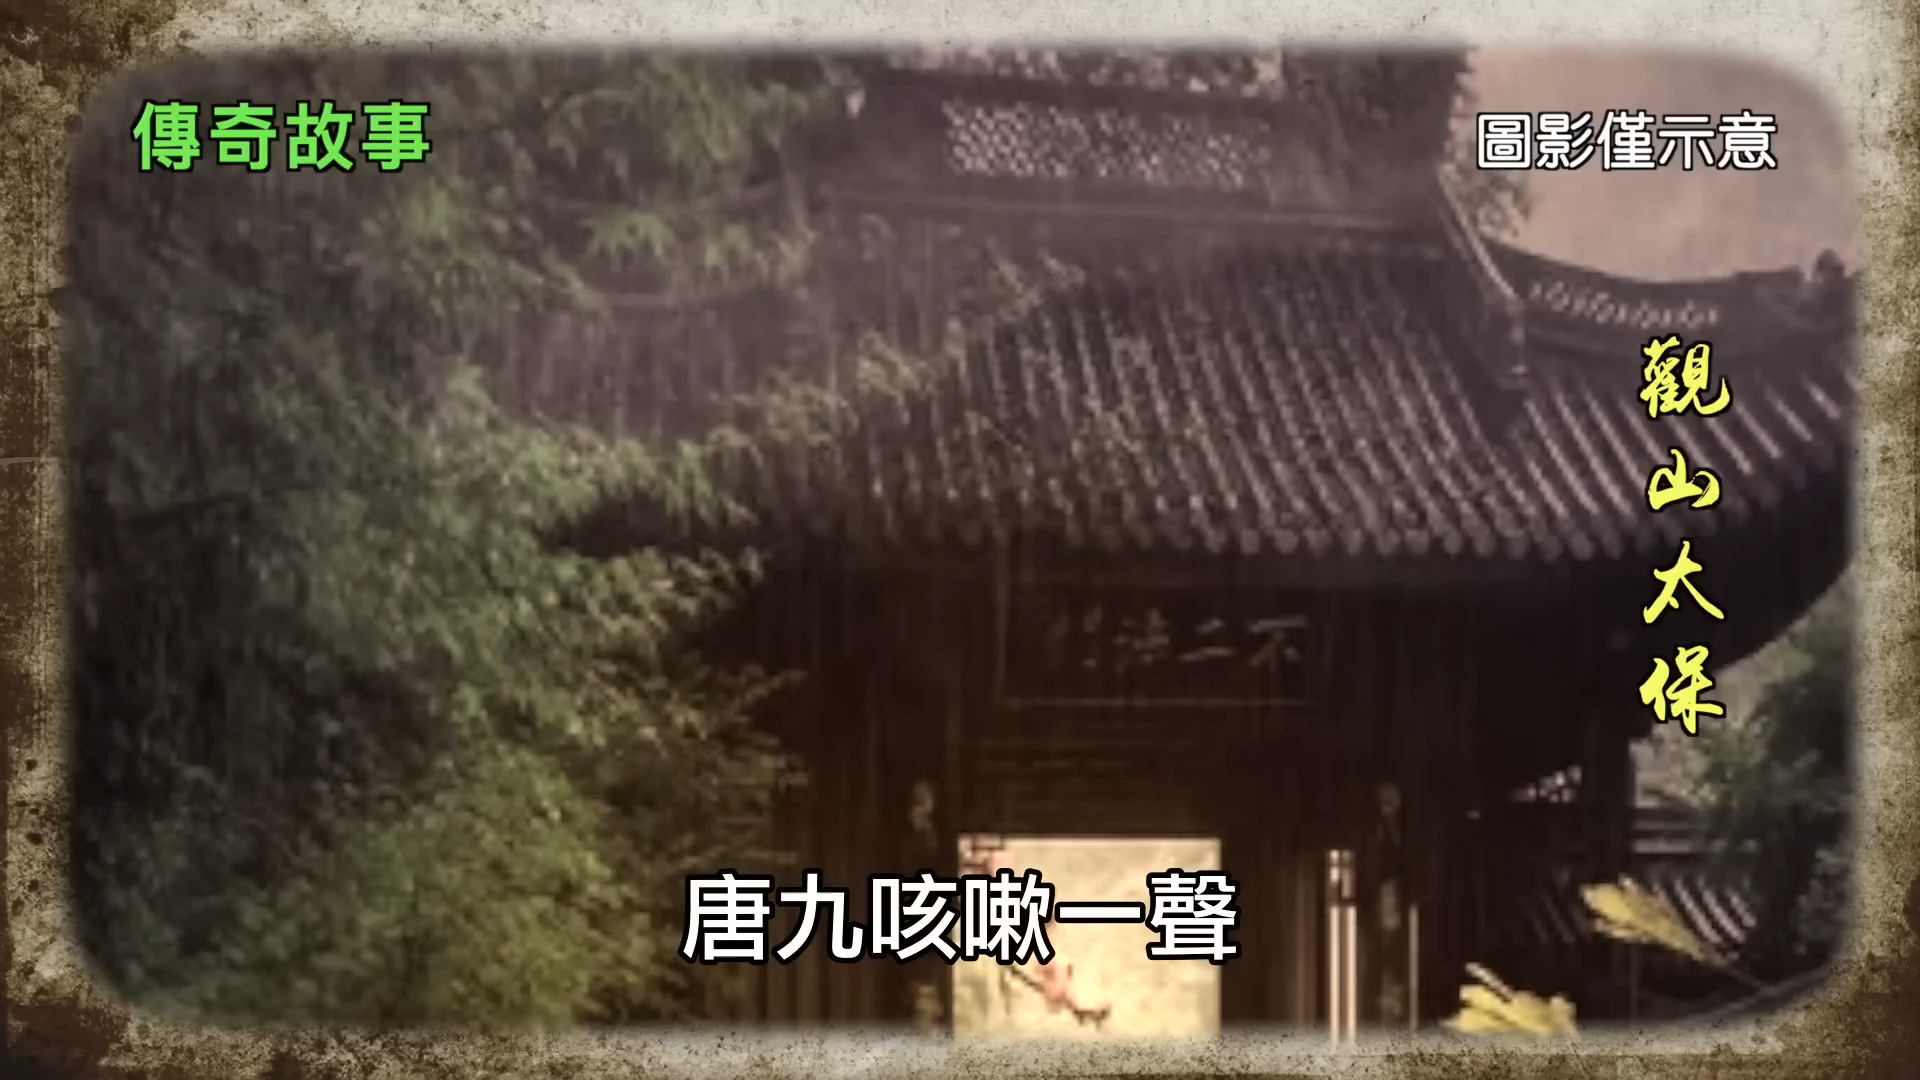 傳奇故事
圖影僅示意
觀山太保
不二法門
唐九咳嗽一聲